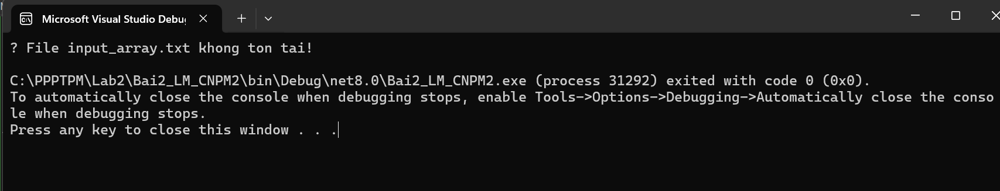 Microsoft Visual Studio Debu
? File input_array.txt khong ton tai!
C:\PPPTPM\Lab2\Bai2_LM_CNPM2\bin\Debug\net8.0\Bai2_LM_CNPM2.exe (process 31292) exited with code 0 (0x0).
To automatically close the console when debugging stops, enable Tools->Options->Debugging->Automatically close the conso
le when debugging stops.
Press any key to close this window . . .